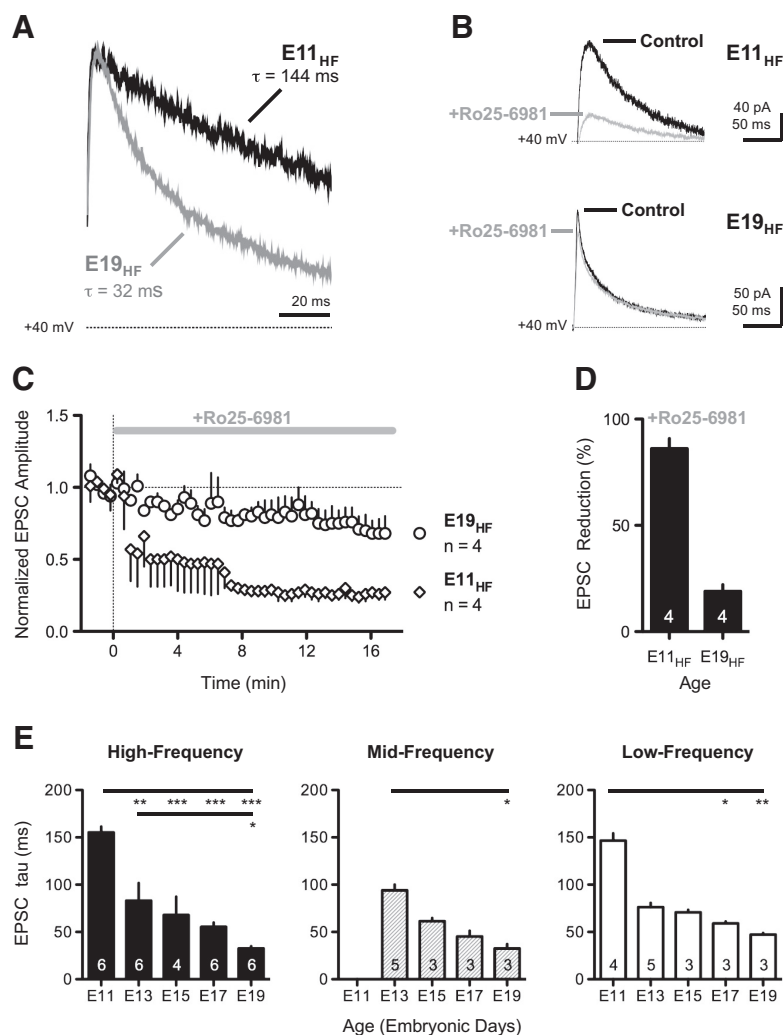 A
E11HF
τ = 144 ms
E19HF
τ = 32 ms
20 ms
+40 mV
B
Control
E11HF
+Ro25-6981
40 pA
50 ms
+40 mV
Control
E19HF
+Ro25-6981
50 pA
50 ms
+40 mV
C
+Ro25-6981
Normalized EPSC Amplitude
1.5
1.0
0.5
0.0
0 4 8 12 16
Time (min)
E19HF
n = 4
E11HF
n = 4
D
+Ro25-6981
EPSC Reduction (%)
100
50
0
4 4
E11HF E19HF
Age
E
High-Frequency
EPSC tau (ms)
200
150
100
50
0
** *** *** ***
*
6 6 4 6 6
E11 E13 E15 E17 E19
Mid-Frequency
200
150
100
50
0
*
5 3 3 3
E11 E13 E15 E17 E19
Low-Frequency
200
150
100
50
0
* **
4 5 3 3 3
E11 E13 E15 E17 E19
Age (Embryonic Days)